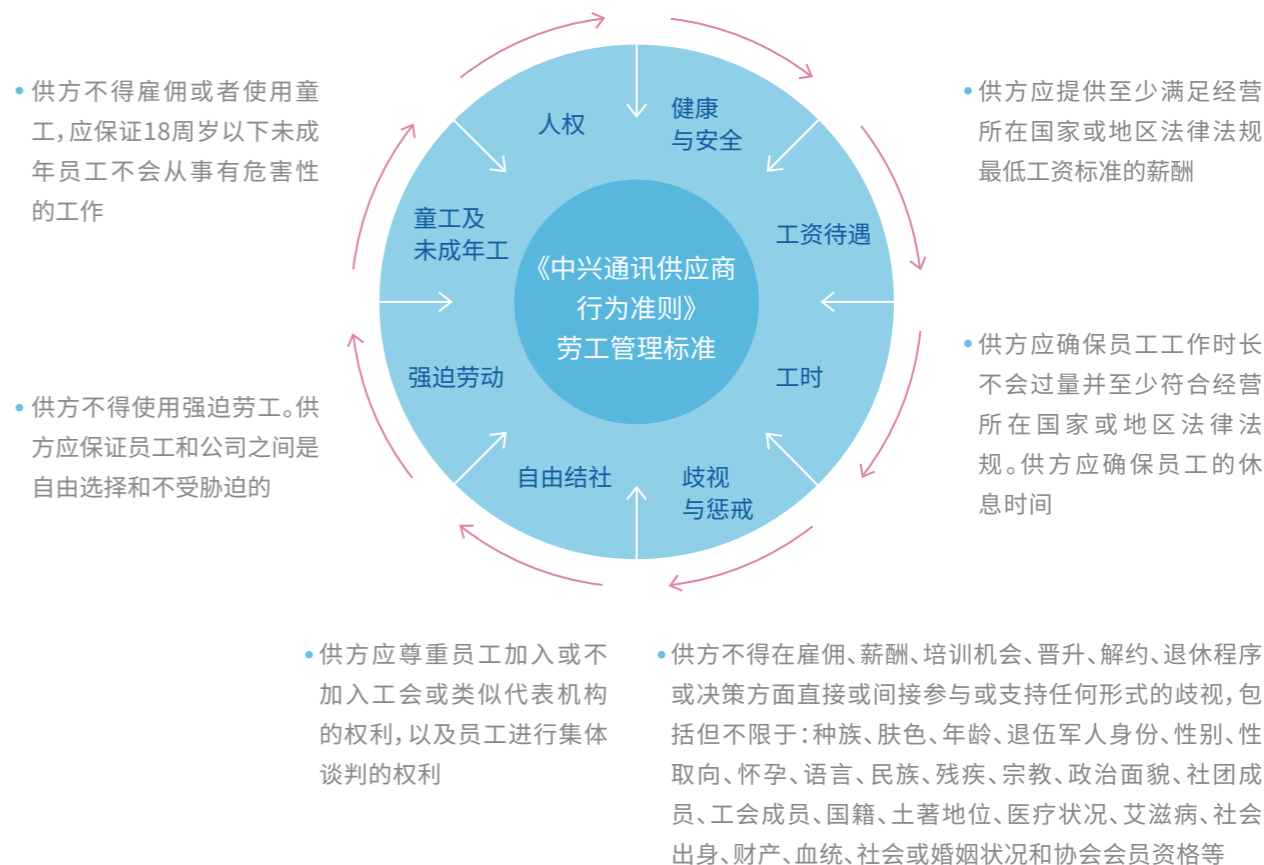 人权
健康
与安全
工资待遇
工时
歧视
与惩戒
自由结社
强迫劳动
童工及
未成年工
《中兴通讯供应商
行为准则》
劳工管理标准
• 供方不得雇佣或者使用童
工,应保证18周岁以下未成
年员工不会从事有危害性
的工作
• 供方不得使用强迫劳工。供
方应保证员工和公司之间是
自由选择和不受胁迫的
• 供方应提供至少满足经营
所在国家或地区法律法规
最低工资标准的薪酬
• 供方应确保员工工作时长
不会过量并至少符合经营
所在国家或地区法律法
规。供方应确保员工的休
息时间
• 供方应尊重员工加入或不
加入工会或类似代表机构
的权利,以及员工进行集体
谈判的权利
• 供方不得在雇佣、薪酬、培训机会、晋升、解约、退休程序
或决策方面直接或间接参与或支持任何形式的歧视,包
括但不限于:种族、肤色、年龄、退伍军人身份、性别、性
取向、怀孕、语言、民族、残疾、宗教、政治面貌、社团成
员、工会成员、国籍、土著地位、医疗状况、艾滋病、社会
出身、财产、血统、社会或婚姻状况和协会会员资格等